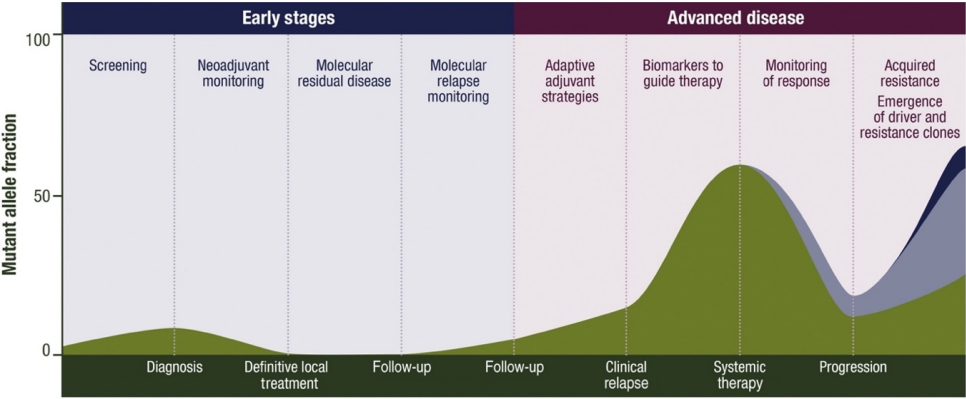 Early stages
Advanced disease
Mutant allele fraction
100
50
0
Screening
Neoadjuvant
monitoring
Molecular
residual disease
Molecular
relapse
monitoring
Adaptive
adjuvant
strategies
Biomarkers to
guide therapy
Monitoring
of response
Acquired
resistance
Emergence
of driver and
resistance clones
Diagnosis
Definitive local
treatment
Follow-up
Follow-up
Clinical
relapse
Systemic
therapy
Progression